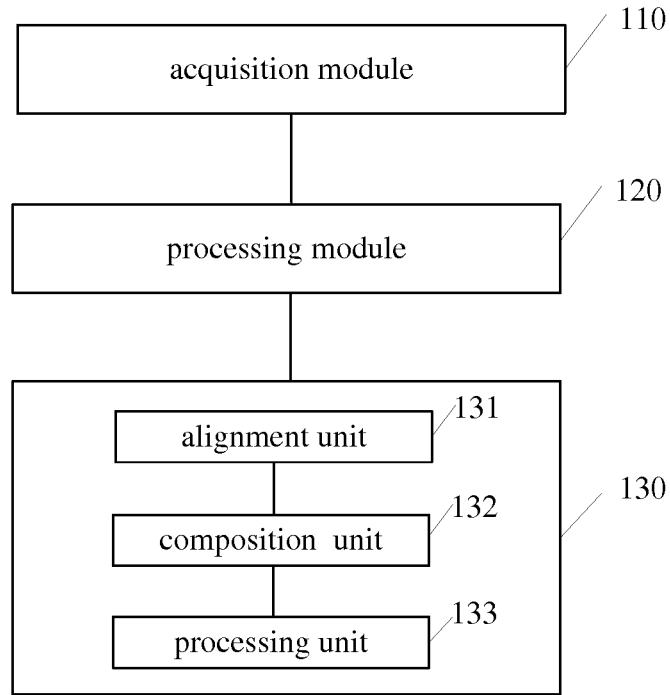 110
acquisition module
120
processing module
131
alignment unit
130
132
composition unit
133
processing unit